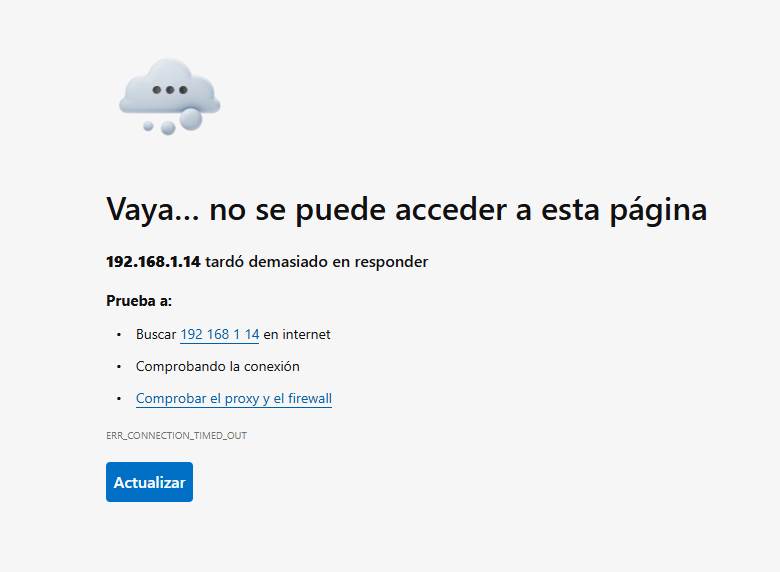 Vaya... no se puede acceder a esta página
192.168.1.14 tardó demasiado en responder
Prueba a:
• Buscar 192 168 1 14 en internet
• Comprobando la conexión
• Comprobar el proxy y el firewall
ERR_CONNECTION_TIMED_OUT
Actualizar